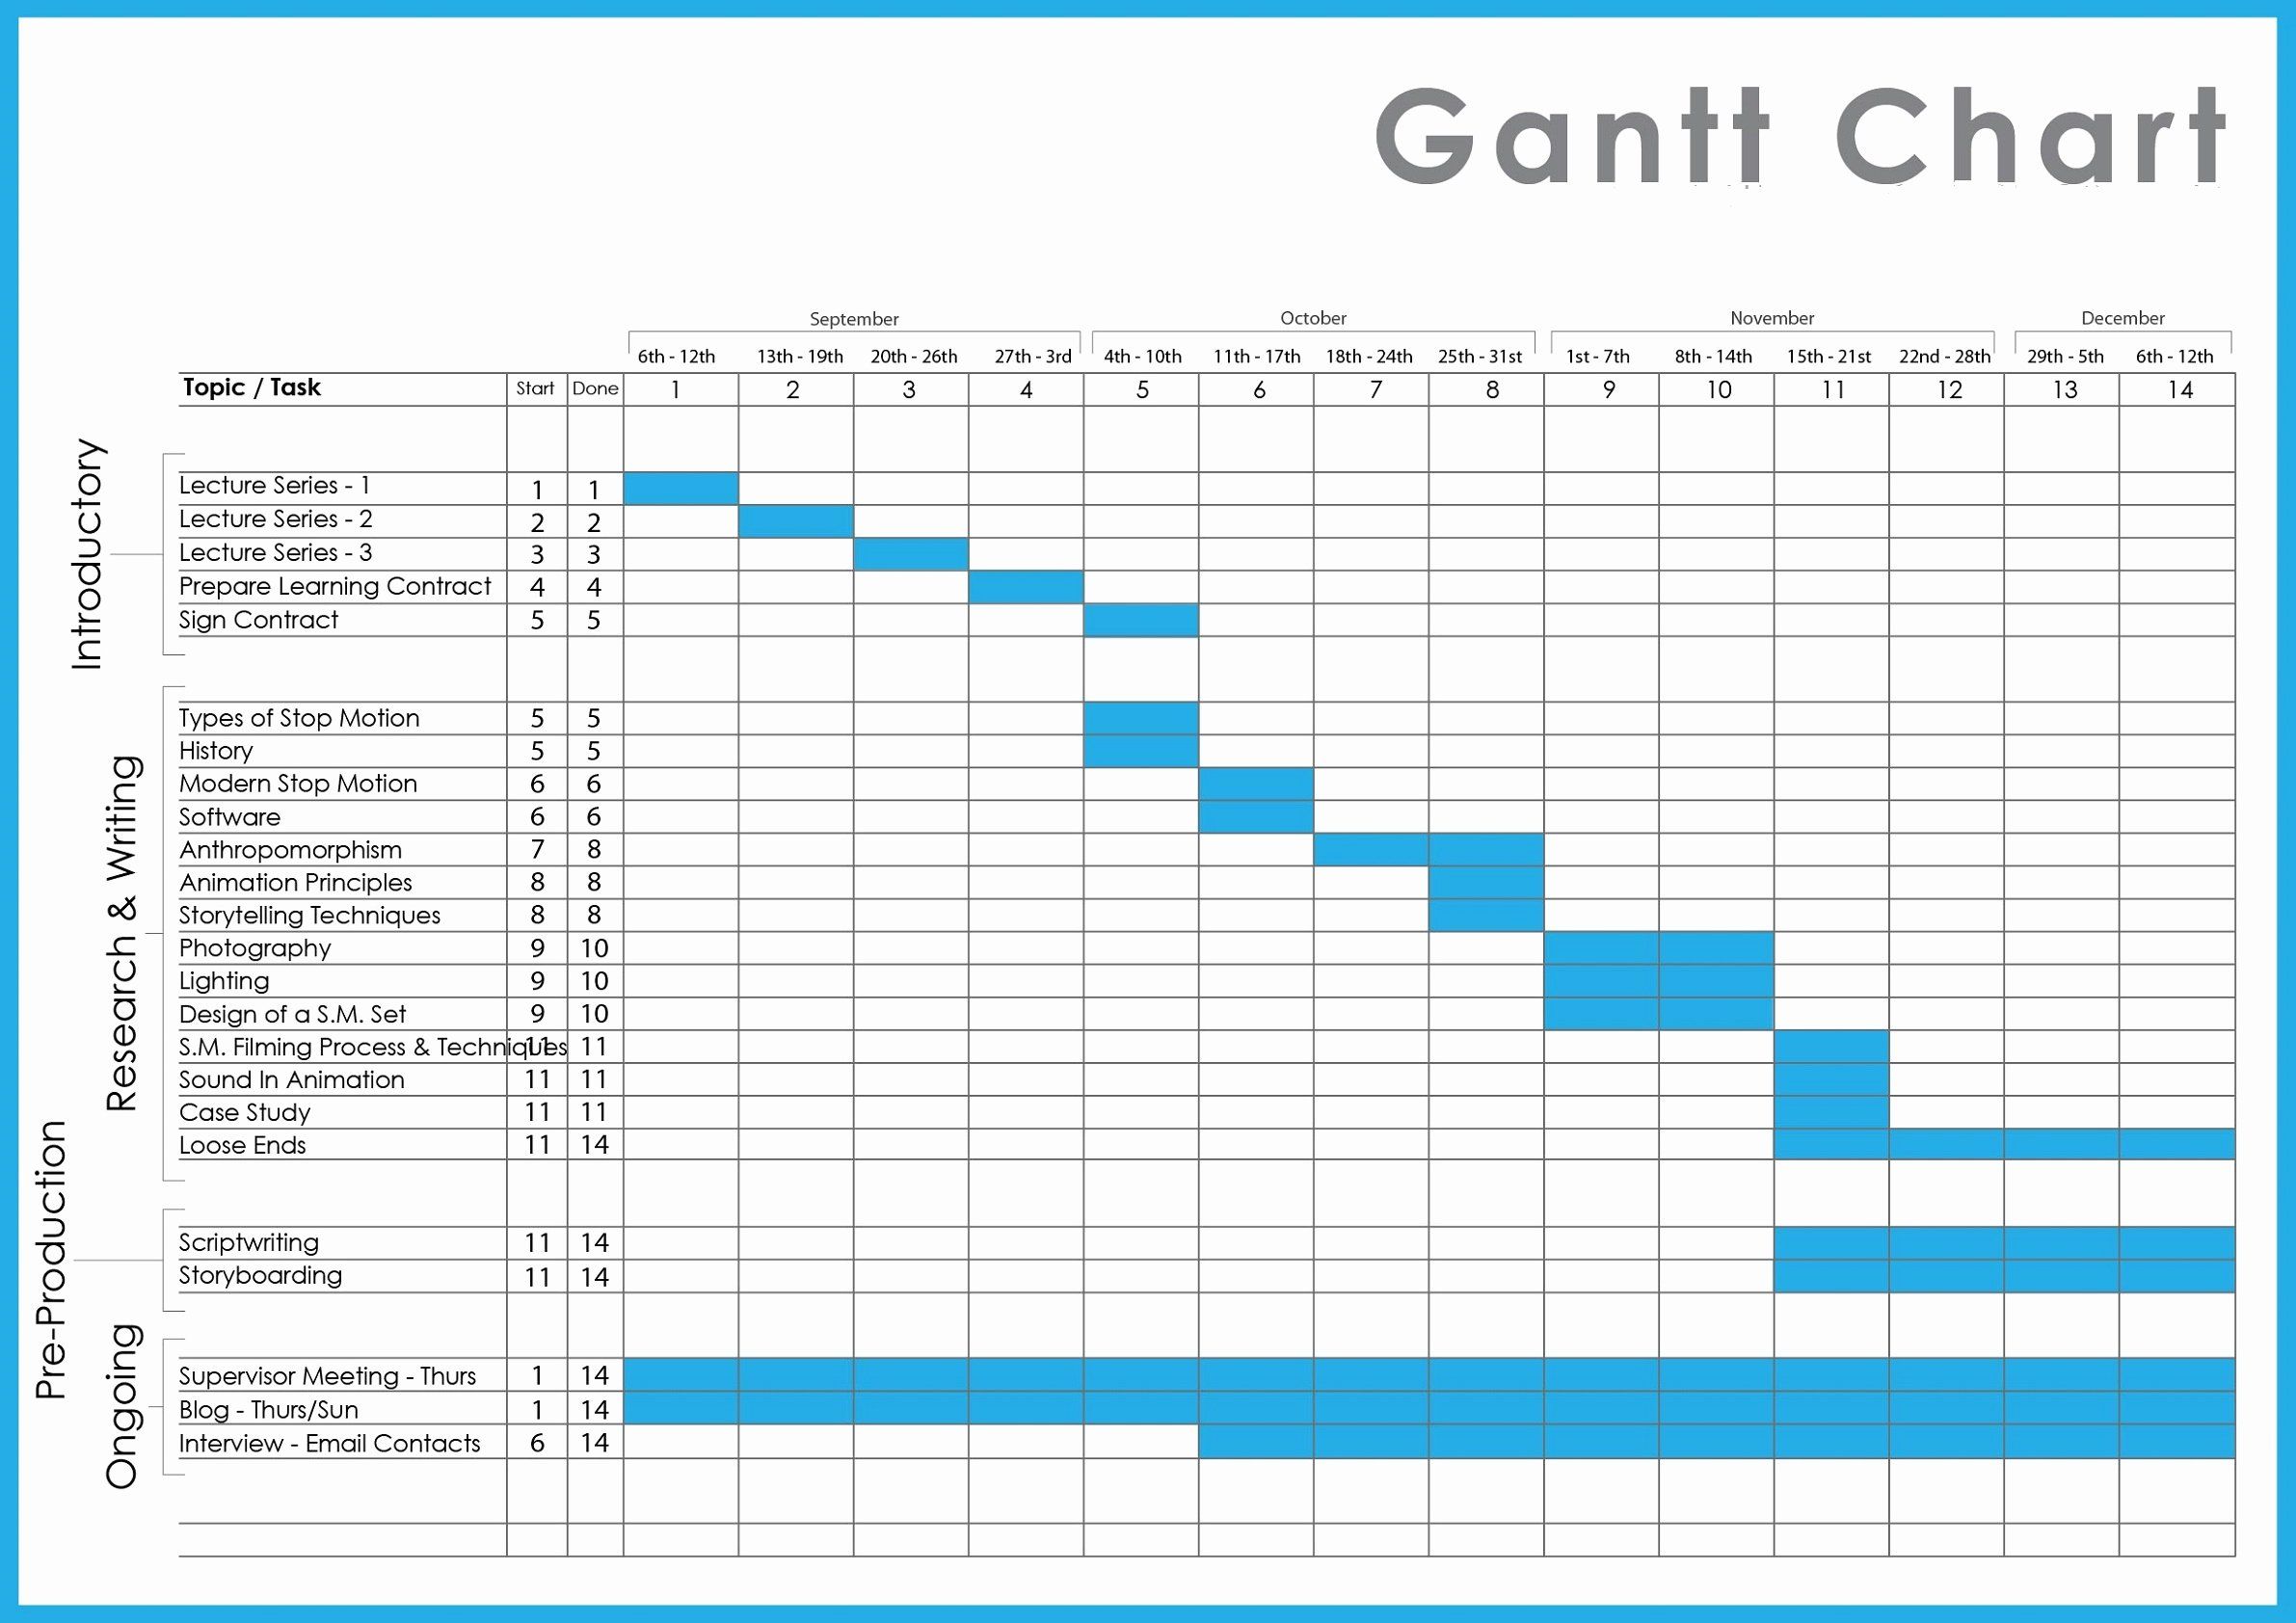 Gantt Chart
September October November December
6th - 12th 13th - 19th 20th - 26th 27th - 3rd 4th - 10th 11th - 17th 18th - 24th 25th - 31st 1st - 7th 8th - 14th 15th - 21st 22nd - 28th 29th - 5th 6th - 12th
Topic / Task Start Done 1 2 3 4 5 6 7 8 9 10 11 12 13 14
Introductory
Lecture Series - 1 1 1
Lecture Series - 2 2 2
Lecture Series - 3 3 3
Prepare Learning Contract 4 4
Sign Contract 5 5
Research & Writing
Types of Stop Motion 5 5
History 5 5
Modern Stop Motion 6 6
Software 6 6
Anthropomorphism 7 8
Animation Principles 8 8
Storytelling Techniques 8 8
Photography 9 10
Lighting 9 10
Design of a S.M. Set 9 10
S.M. Filming Process & Techniques 11 11
Sound In Animation 11 11
Case Study 11 11
Loose Ends 11 14
Pre-Production
Scriptwriting 11 14
Storyboarding 11 14
Ongoing
Supervisor Meeting - Thurs 1 14
Blog - Thurs/Sun 1 14
Interview - Email Contacts 6 14